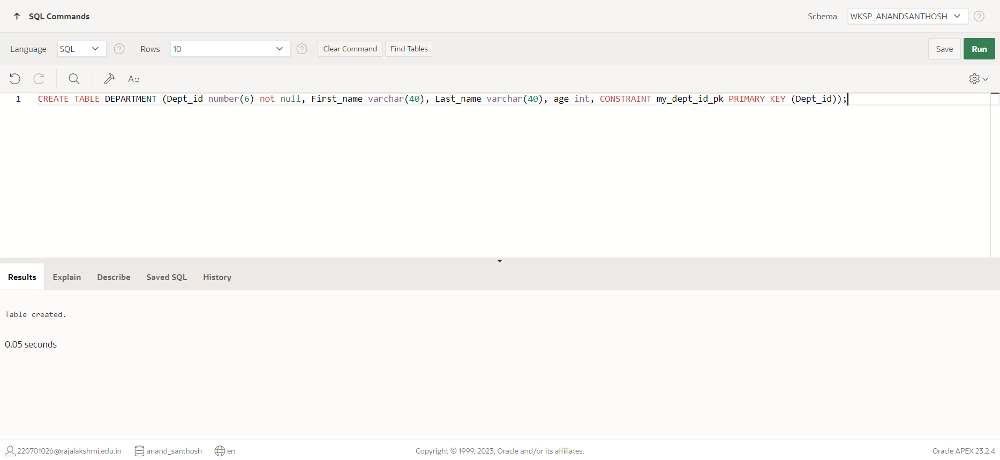 SQL Commands
Schema WKSP_ANANDSANTHOSH ?
Language SQL ? Rows 10 ? Clear Command Find Tables Save Run
A::
1 CREATE TABLE DEPARTMENT (Dept_id number(6) not null, First_name varchar(40), Last_name varchar(40), age int, CONSTRAINT my_dept_id_pk PRIMARY KEY (Dept_id));
Results Explain Describe Saved SQL History
Table created.
0.05 seconds
220701026@rajalakshmi.edu.in anand_santhosh en Copyright © 1999, 2023, Oracle and/or its affiliates. Oracle APEX 23.2.4